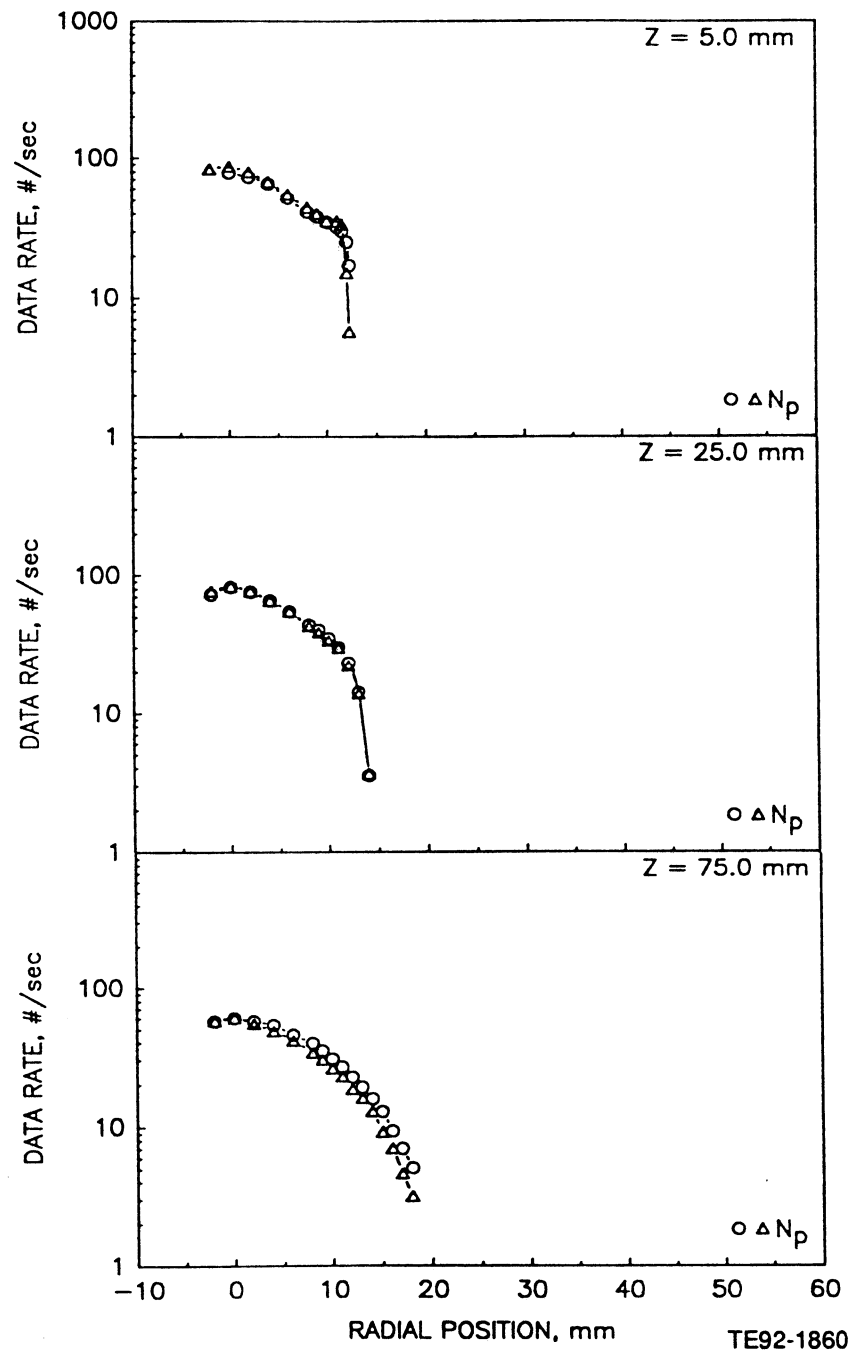 1000
Z = 5.0 mm
100
DATA RATE, #/sec
10
Np
1
Z = 25.0 mm
100
DATA RATE, #/sec
10
Np
1
Z = 75.0 mm
100
DATA RATE, #/sec
10
Np
1
-10 0 10 20 30 40 50 60
RADIAL POSITION, mm
TE92-1860